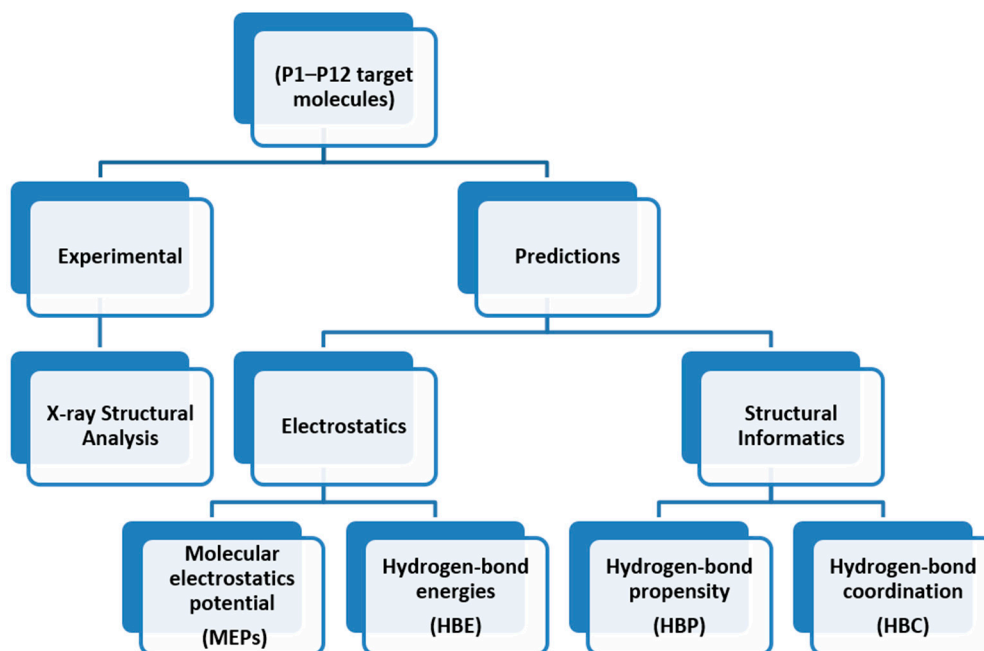 (P1–P12 target
molecules)
Experimental
Predictions
X-ray Structural
Analysis
Electrostatics
Structural
Informatics
Molecular
electrostatics
potential
(MEPs)
Hydrogen-bond
energies
(HBE)
Hydrogen-bond
propensity
(HBP)
Hydrogen-bond
coordination
(HBC)